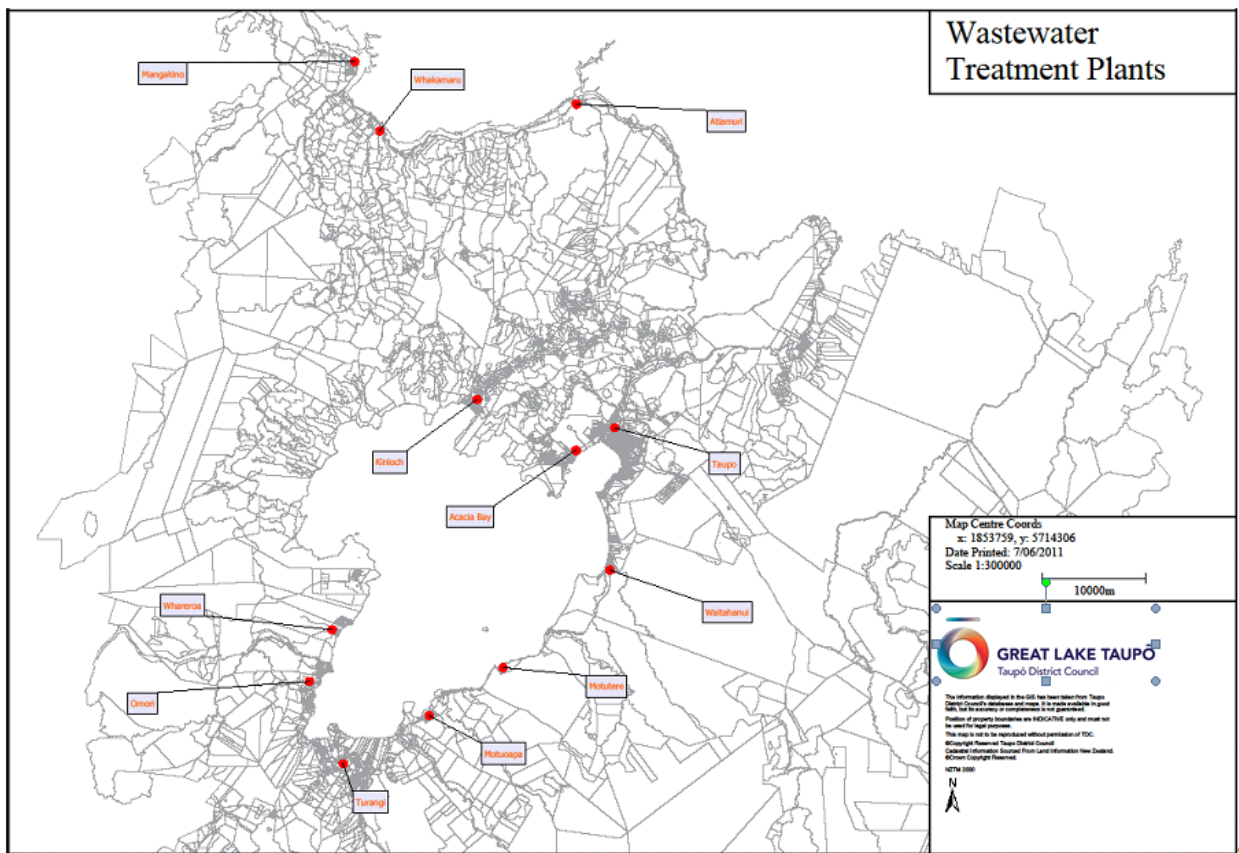 Wastewater
Treatment Plants
Mangakino
Whakamaru
Atiamuri
Kinloch
Taupo
Acacia Bay
Whareroa
Waitahanui
Omori
Motutere
Motuoapa
Turangi
Map Centre Coords
x: 1853759, y: 5714306
Date Printed: 7/06/2011
Scale 1:300000
10000m
GREAT LAKE TAUPŌ
Taupō District Council
The information displayed in the GIS has been taken from Taupo
District Council's databases and maps. It is made available in good
faith, but its accuracy or completeness is not guaranteed.
Position of property boundaries are INDICATIVE only and must not
be used for legal purposes.
This map is not to be reproduced without permission of TDC.
©Copyright Reserved Taupo District Council
Cadastral Information Sourced From Land Information New Zealand.
©Crown Copyright Reserved.
NZTM 2000
N